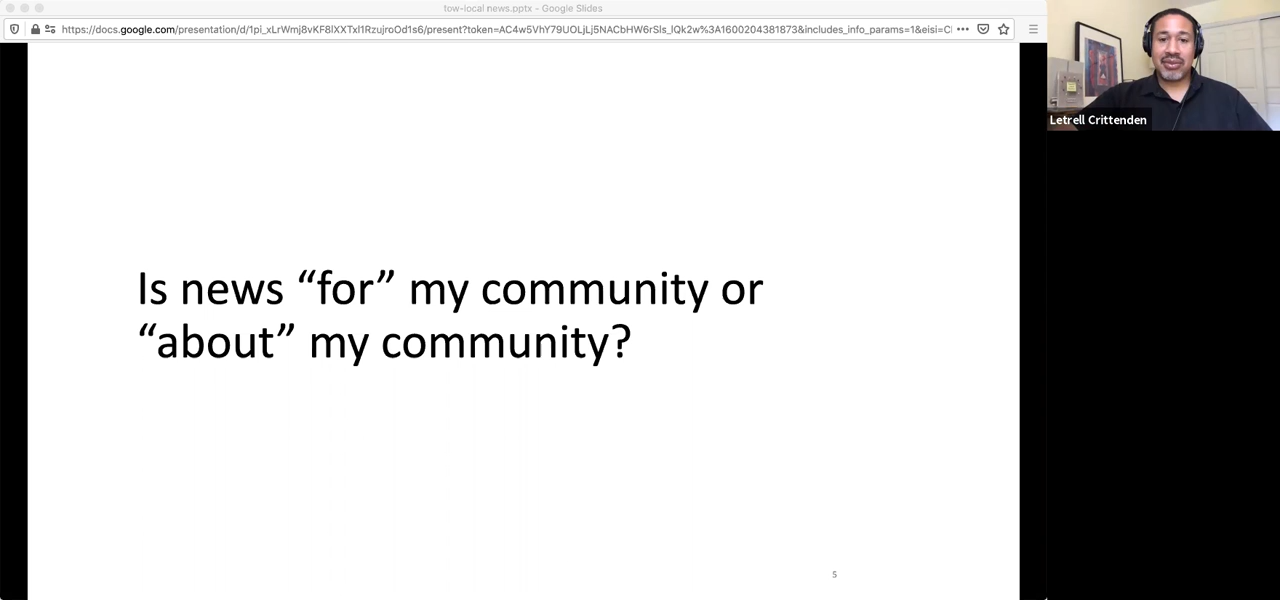 tow-local news.pptx - Google Slides
Letrell Crittenden
Is news “for” my community or
“about” my community?
5